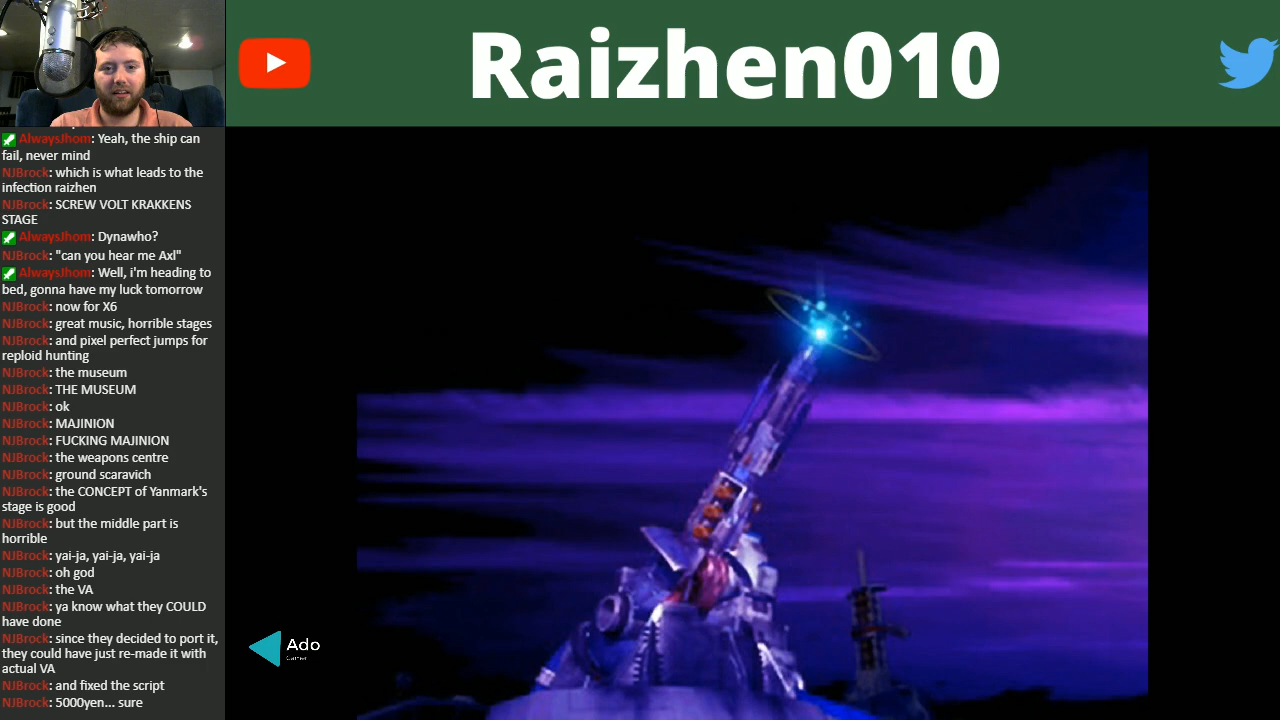 Raizhen010
AlwaysJhom: Yeah, the ship can
fail, never mind
NJBrock: which is what leads to the
infection raizhen
NJBrock: SCREW VOLT KRAKKENS
STAGE
AlwaysJhom: Dynawho?
NJBrock: "can you hear me Axl"
AlwaysJhom: Well, i'm heading to
bed, gonna have my luck tomorrow
NJBrock: now for X6
NJBrock: great music, horrible stages
NJBrock: and pixel perfect jumps for
reploid hunting
NJBrock: the museum
NJBrock: THE MUSEUM
NJBrock: ok
NJBrock: MAJINION
NJBrock: FUCKING MAJINION
NJBrock: the weapons centre
NJBrock: ground scaravich
NJBrock: the CONCEPT of Yanmark's
stage is good
NJBrock: but the middle part is
horrible
NJBrock: yai-ja, yai-ja, yai-ja
NJBrock: oh god
NJBrock: the VA
NJBrock: ya know what they COULD
have done
NJBrock: since they decided to port it,
they could have just re-made it with
actual VA
NJBrock: and fixed the script
NJBrock: 5000yen... sure
Ado